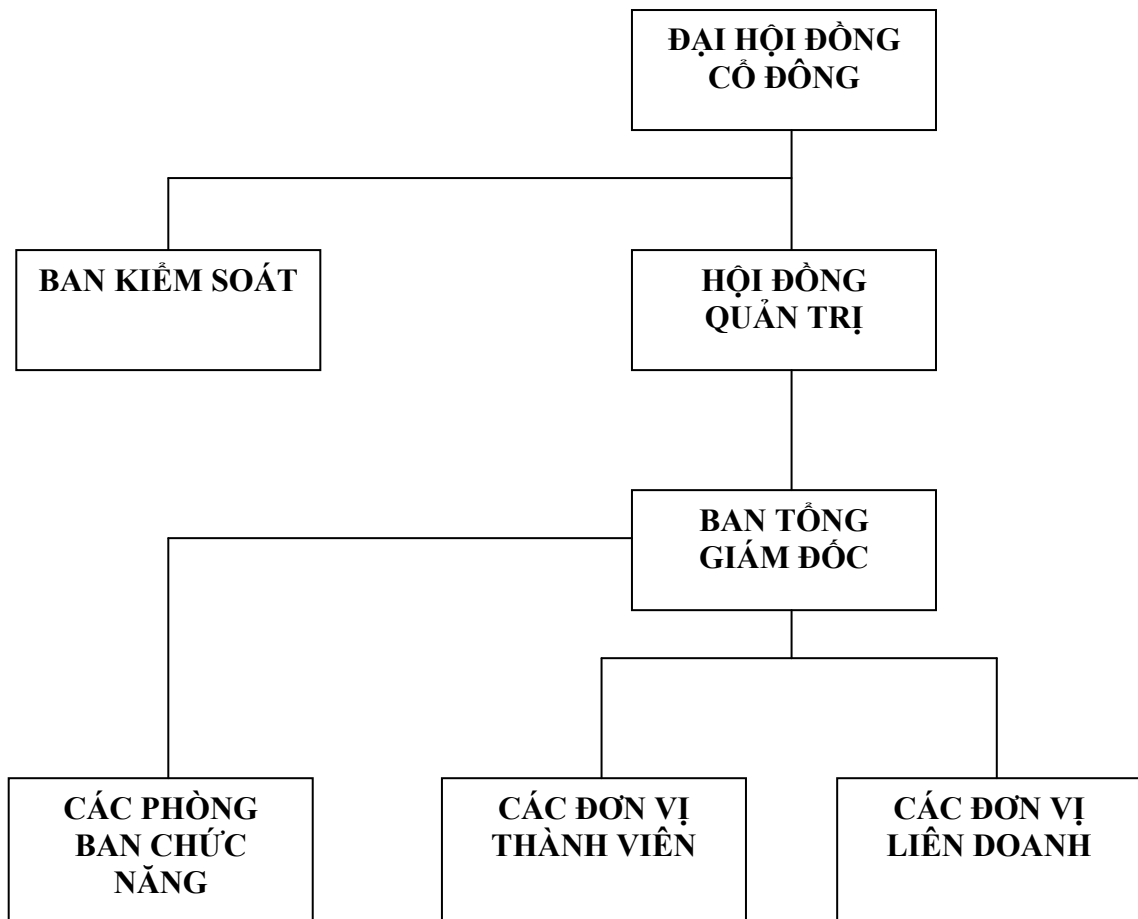 ĐẠI HỘI ĐỒNG
CỔ ĐÔNG
BAN KIỂM SOÁT
HỘI ĐỒNG
QUẢN TRỊ
BAN TỔNG
GIÁM ĐỐC
CÁC PHÒNG
BAN CHỨC
NĂNG
CÁC ĐƠN VỊ
THÀNH VIÊN
CÁC ĐƠN VỊ
LIÊN DOANH